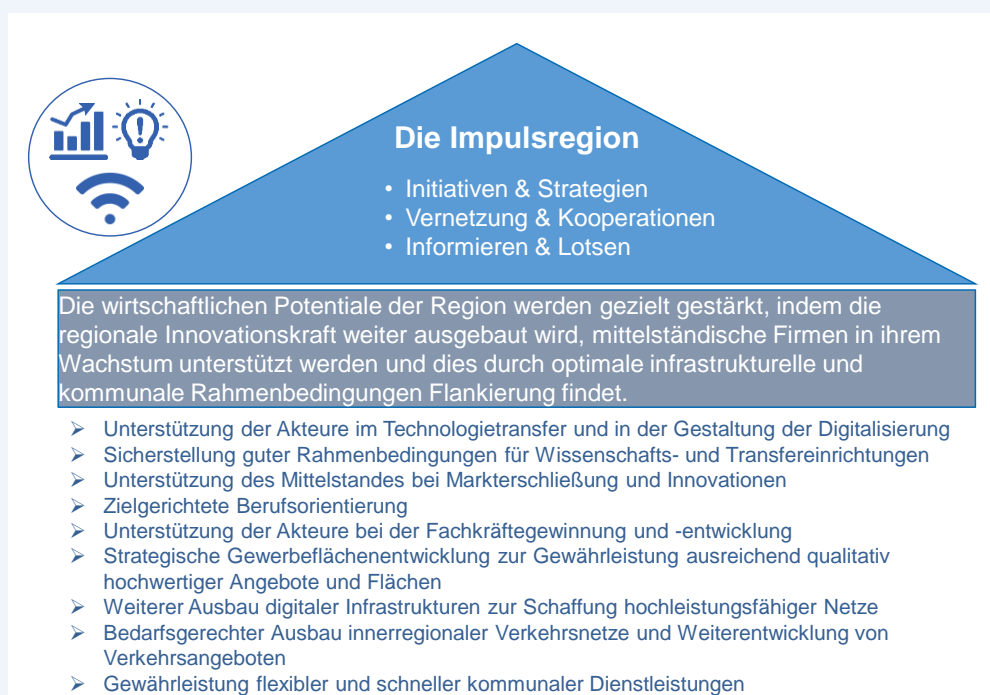 Die Impulsregion
• Initiativen & Strategien
• Vernetzung & Kooperationen
• Informieren & Lotsen
Die wirtschaftlichen Potentiale der Region werden gezielt gestärkt, indem die
regionale Innovationskraft weiter ausgebaut wird, mittelständische Firmen in ihrem
Wachstum unterstützt werden und dies durch optimale infrastrukturelle und
kommunale Rahmenbedingungen Flankierung findet.
➢ Unterstützung der Akteure im Technologietransfer und in der Gestaltung der Digitalisierung
➢ Sicherstellung guter Rahmenbedingungen für Wissenschafts- und Transfereinrichtungen
➢ Unterstützung des Mittelstandes bei Markterschließung und Innovationen
➢ Zielgerichtete Berufsorientierung
➢ Unterstützung der Akteure bei der Fachkräftegewinnung und -entwicklung
➢ Strategische Gewerbeflächenentwicklung zur Gewährleistung ausreichend qualitativ
hochwertiger Angebote und Flächen
➢ Weiterer Ausbau digitaler Infrastrukturen zur Schaffung hochleistungsfähiger Netze
➢ Bedarfsgerechter Ausbau innerregionaler Verkehrsnetze und Weiterentwicklung von
Verkehrsangeboten
➢ Gewährleistung flexibler und schneller kommunaler Dienstleistungen